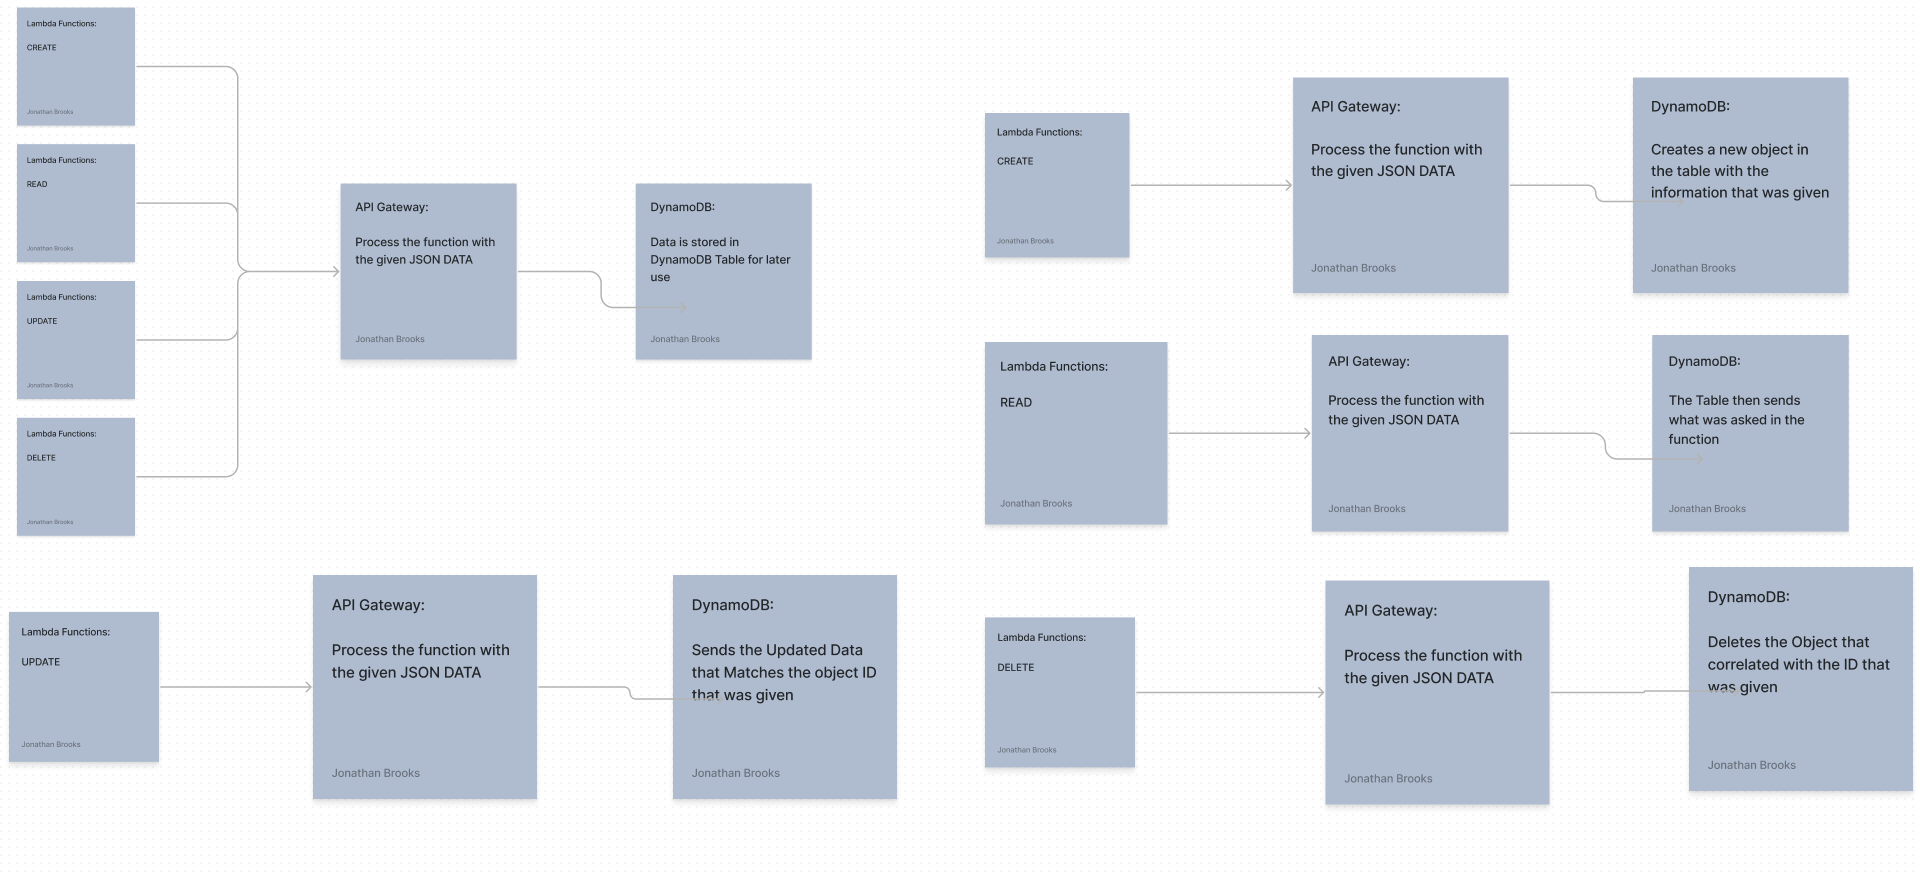 Lambda Functions:
CREATE
Jonathan Brooks
Lambda Functions:
READ
Jonathan Brooks
Lambda Functions:
UPDATE
Jonathan Brooks
Lambda Functions:
DELETE
Jonathan Brooks
API Gateway:
Process the function with
the given JSON DATA
Jonathan Brooks
DynamoDB:
Data is stored in
DynamoDB Table for later
use
Jonathan Brooks
Lambda Functions:
CREATE
Jonathan Brooks
API Gateway:
Process the function with
the given JSON DATA
Jonathan Brooks
DynamoDB:
Creates a new object in
the table with the
information that was given
Jonathan Brooks
Lambda Functions:
READ
Jonathan Brooks
API Gateway:
Process the function with
the given JSON DATA
Jonathan Brooks
DynamoDB:
The Table then sends
what was asked in the
function
Jonathan Brooks
Lambda Functions:
UPDATE
Jonathan Brooks
API Gateway:
Process the function with
the given JSON DATA
Jonathan Brooks
DynamoDB:
Sends the Updated Data
that Matches the object ID
that was given
Jonathan Brooks
Lambda Functions:
DELETE
Jonathan Brooks
API Gateway:
Process the function with
the given JSON DATA
Jonathan Brooks
DynamoDB:
Deletes the Object that
correlated with the ID that
was given
Jonathan Brooks